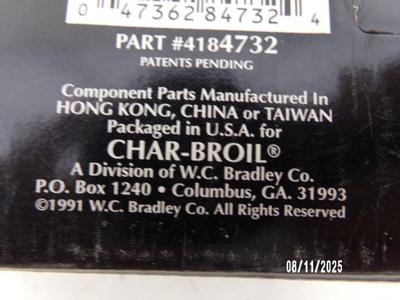 0 47362 84732 4
PART #4184732
PATENTS PENDING
Component Parts Manufactured In
HONG KONG, CHINA or TAIWAN
Packaged in U.S.A. for
CHAR-BROIL®
A Division of W.C. Bradley Co.
P.O. Box 1240 • Columbus, GA. 31993
©1991 W.C. Bradley Co. All Rights Reserved
08/11/2025